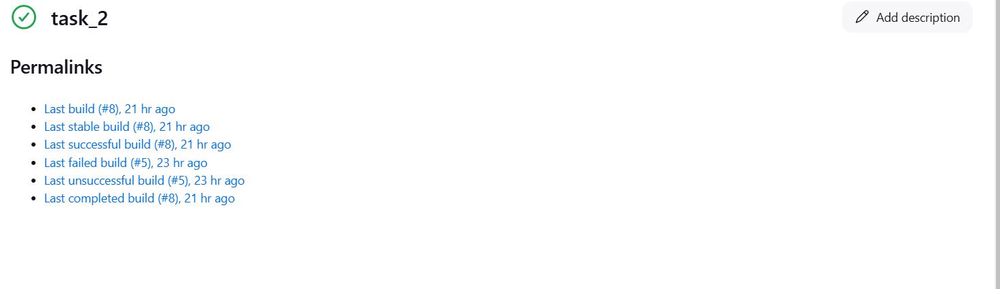 task_2
Add description
Permalinks
Last build (#8), 21 hr ago
Last stable build (#8), 21 hr ago
Last successful build (#8), 21 hr ago
Last failed build (#5), 23 hr ago
Last unsuccessful build (#5), 23 hr ago
Last completed build (#8), 21 hr ago